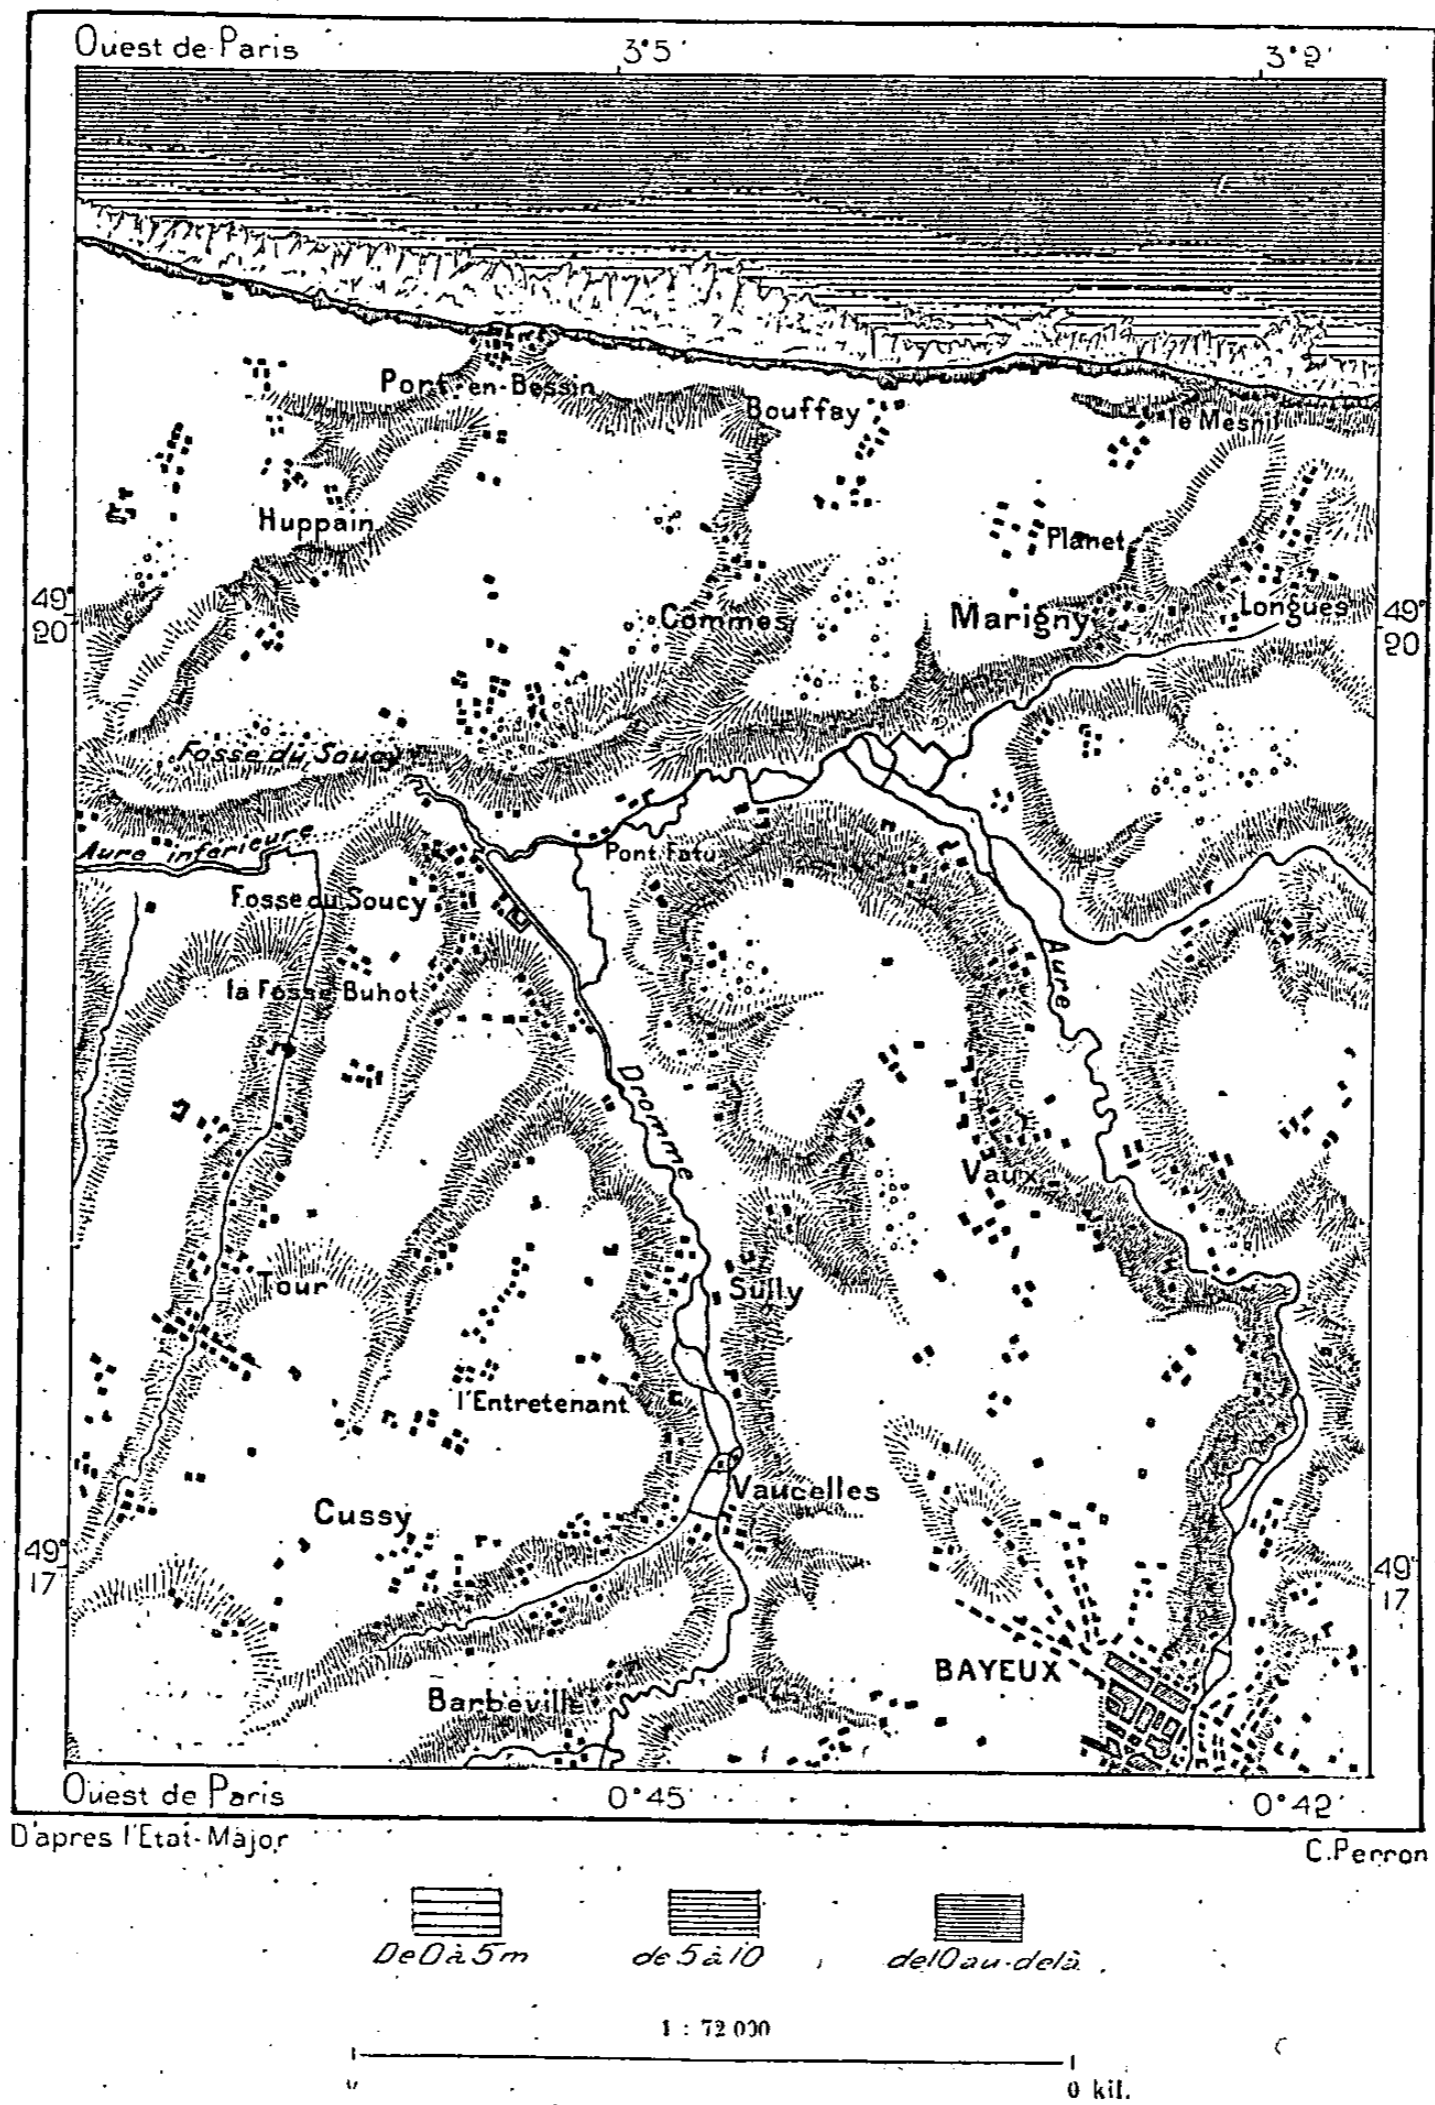 Ouest de Paris
3°5'
3°2'
Port-en-Bessin
Bouffay
le Mesnil
Huppain
Planet
49°
20'
Commes
Marigny
Longues
49°
20
Fosse du Soucy
Aure inférieure
Pont Fatu
Fosse du Soucy
Aure
la Fosse Buhot
Dromme
Vaux
Tour
Sully
l'Entretenant
Vaucelles
Cussy
49°
17'
49°
17
BAYEUX
Barbeville
Ouest de Paris
0°45'
0°42'
D'après l'Etat-Major
C. Perron
De 0 à 5m
de 5 à 10
de 10 au-delà
1 : 72 000
0 kil.